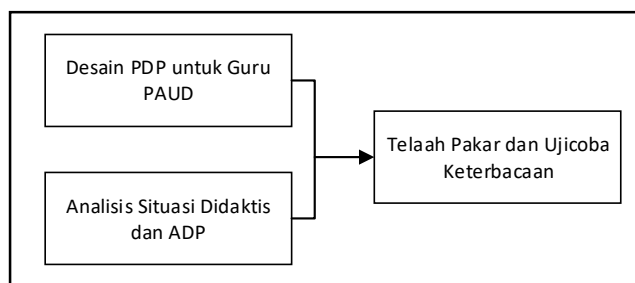 Desain PDP untuk Guru
PAUD
Analisis Situasi Didaktis
dan ADP
Telaah Pakar dan Ujicoba
Keterbacaan